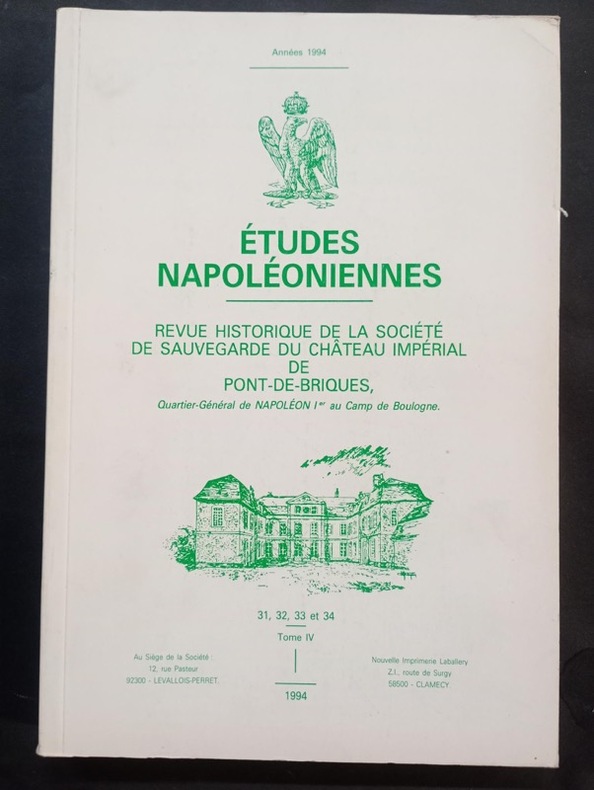 Années 1994
ÉTUDES
NAPOLÉONIENNES
REVUE HISTORIQUE DE LA SOCIÉTÉ
DE SAUVEGARDE DU CHÂTEAU IMPÉRIAL
DE
PONT-DE-BRIQUES,
Quartier-Général de NAPOLÉON Ier au Camp de Boulogne.
31, 32, 33 et 34
Tome IV
1994
Au Siège de la Société :
12, rue Pasteur
92300 - LEVALLOIS-PERRET.
Nouvelle Imprimerie Laballery
Z.I., route de Surgy
58500 - CLAMECY